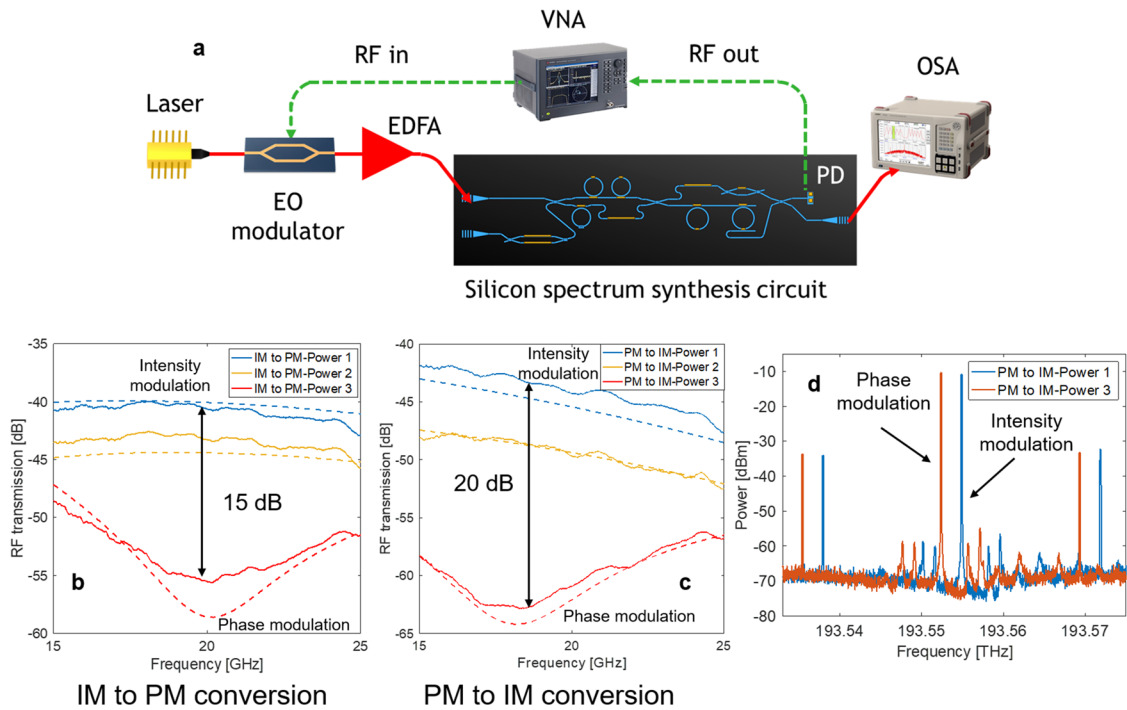 a
VNA
RF in
RF out
OSA
Laser
EDFA
PD
EO
modulator
Silicon spectrum synthesis circuit
-35
-40
-45
-50
-55
-60
RF transmission [dB]
IM to PM-Power 1
IM to PM-Power 2
IM to PM-Power 3
Intensity
modulation
15 dB
b
Phase modulation
15
20
25
Frequency [GHz]
IM to PM conversion
-40
-45
-50
-55
-60
-65
RF transmission [dB]
PM to IM-Power 1
PM to IM-Power 2
PM to IM-Power 3
Intensity
modulation
20 dB
c
Phase modulation
15
20
25
Frequency [GHz]
PM to IM conversion
d
PM to IM-Power 1
PM to IM-Power 3
Phase
modulation
Intensity
modulation
-10
-20
-30
-40
-50
-60
-70
-80
Power [dBm]
193.54
193.55
193.56
193.57
Frequency [THz]